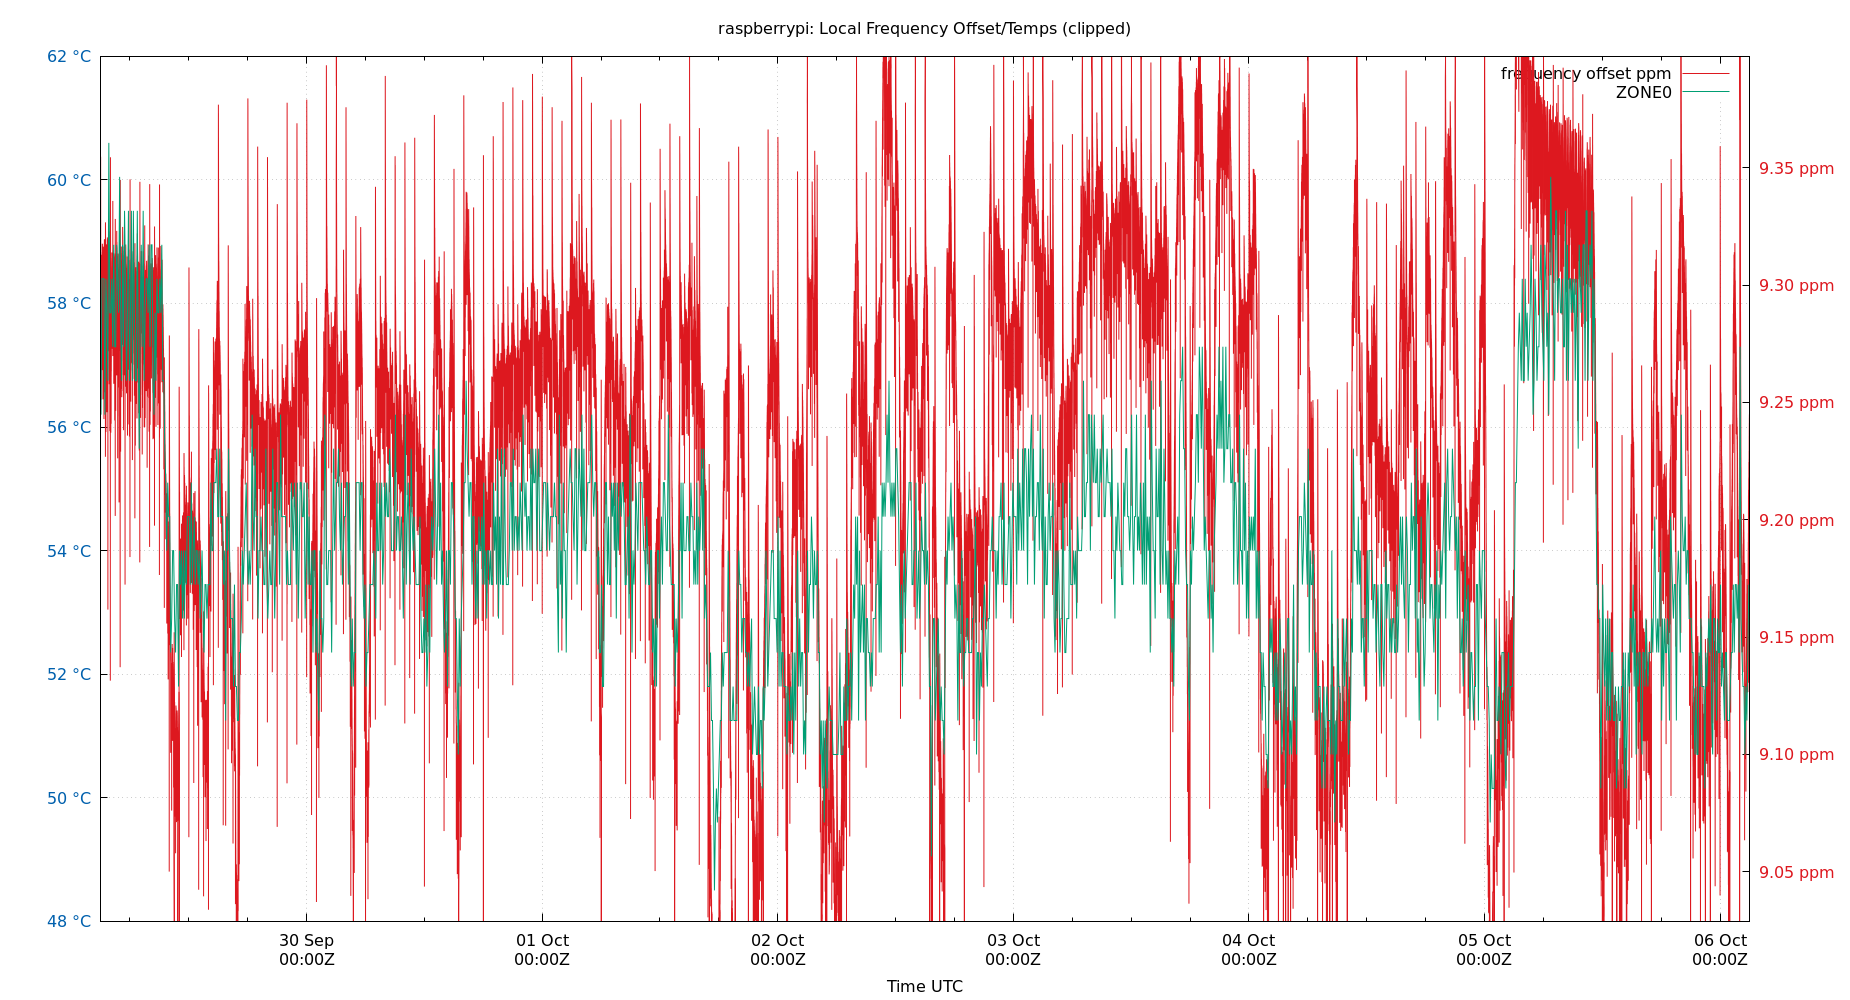 raspberrypi: Local Frequency Offset/Temps (clipped)
62 °C
60 °C
58 °C
56 °C
54 °C
52 °C
50 °C
48 °C
frequency offset ppm
ZONE0
9.35 ppm
9.30 ppm
9.25 ppm
9.20 ppm
9.15 ppm
9.10 ppm
9.05 ppm
30 Sep 01 Oct 02 Oct 03 Oct 04 Oct 05 Oct 06 Oct
00:00Z 00:00Z 00:00Z 00:00Z 00:00Z 00:00Z 00:00Z
Time UTC